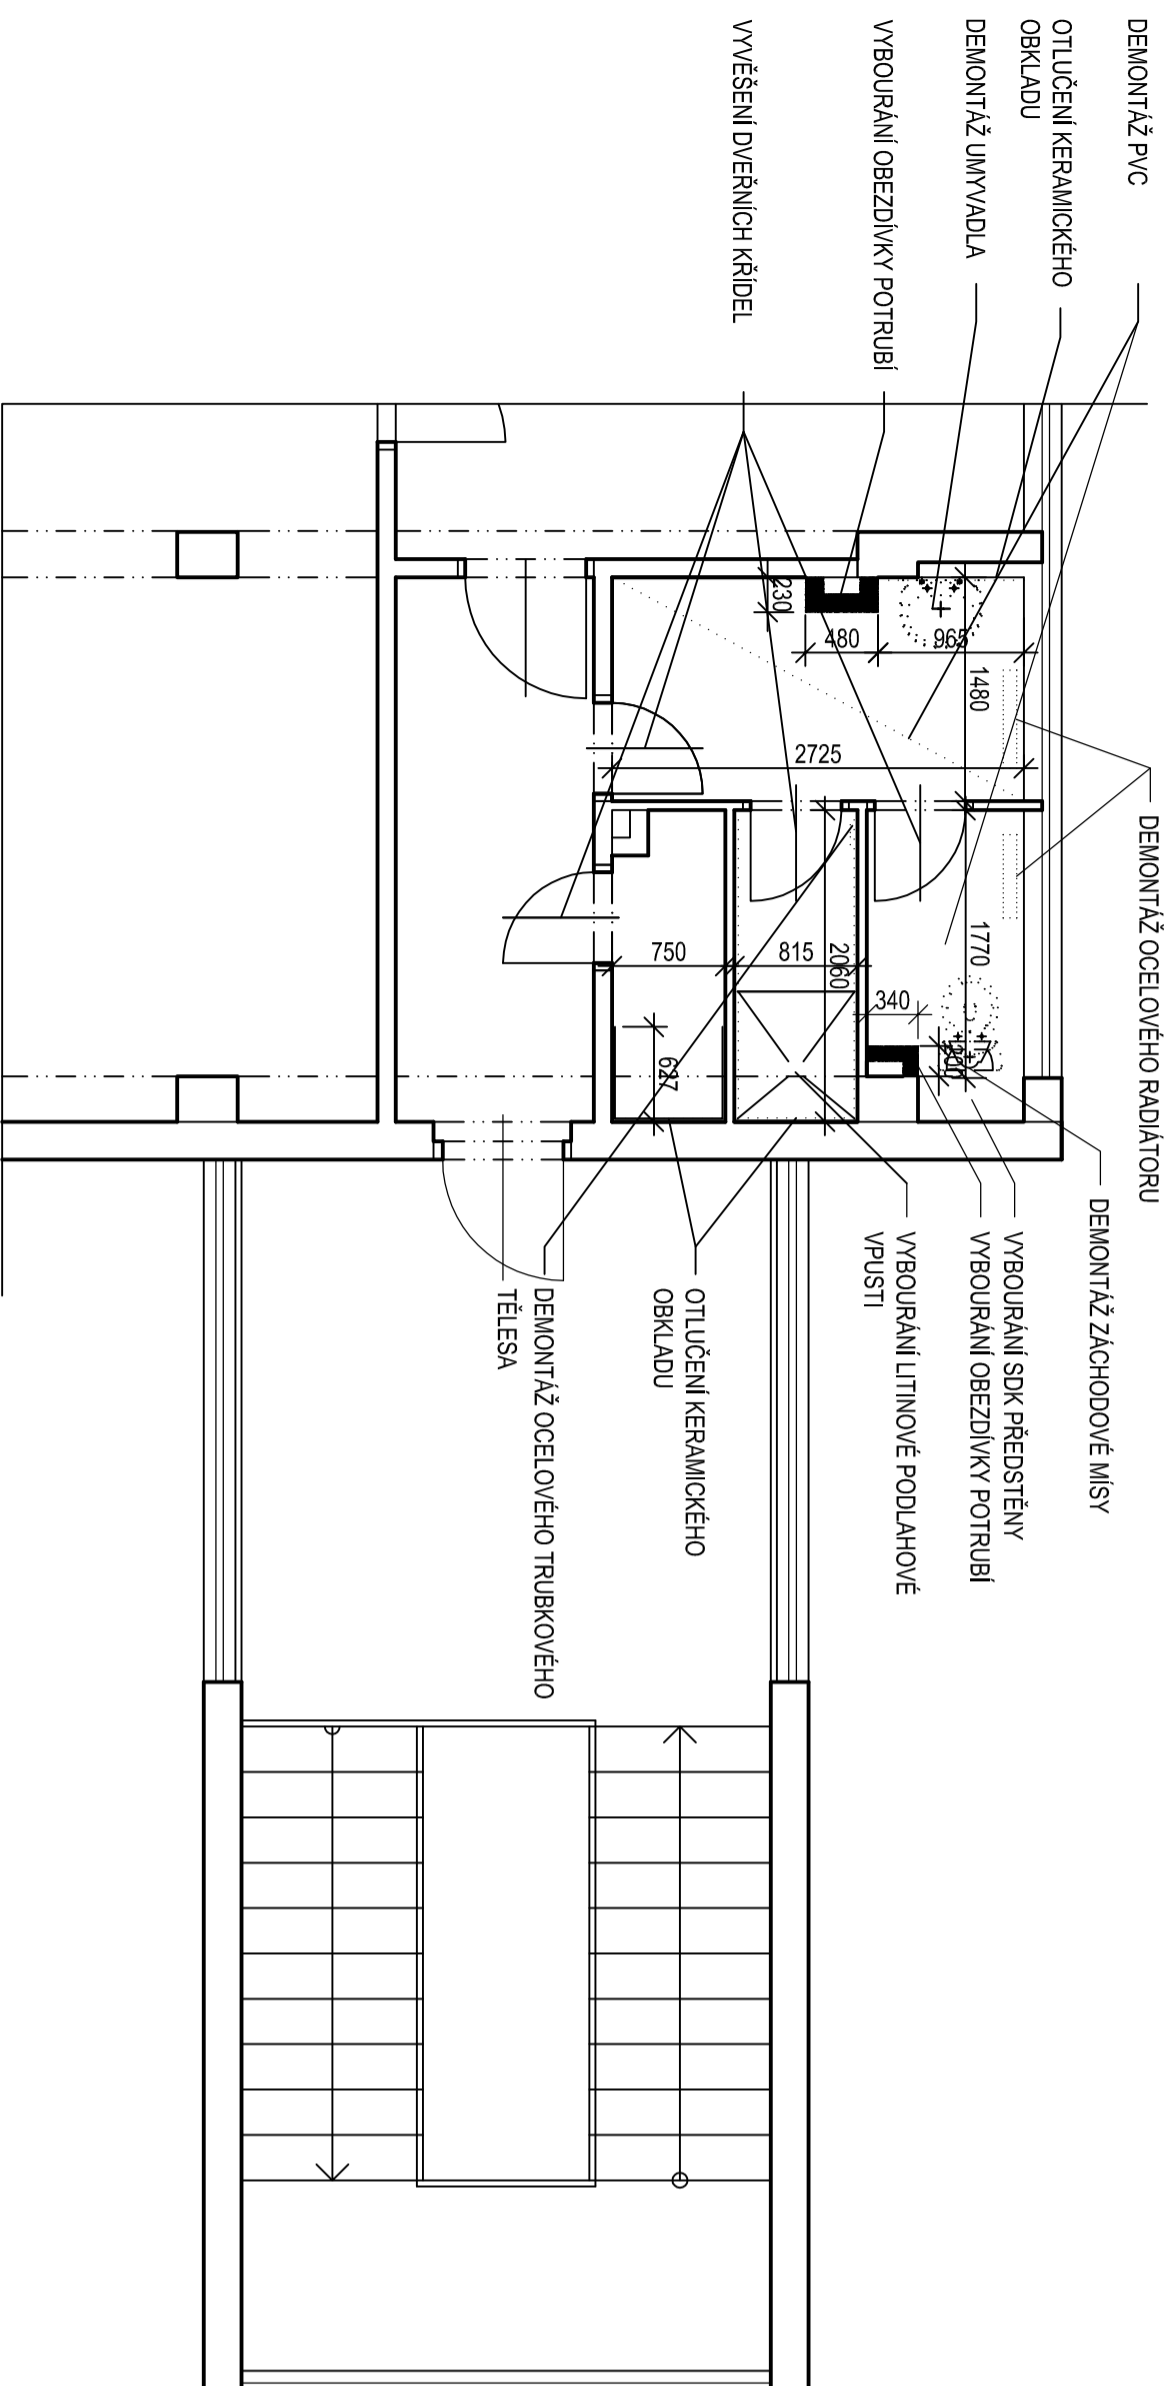 DEMONTÁŽ PVC
OTLUČENÍ KERAMICKÉHO
OBKLADU
DEMONTÁŽ UMYVADLA
VYBOURÁNÍ OBEZDÍVKY POTRUBÍ
VYVĚŠENÍ DVEŘNÍCH KŘÍDEL
230
480
965
1480
2725
DEMONTÁŽ OCELOVÉHO RADIÁTORU
1770
750
815
2060
340
627
DEMONTÁŽ ZÁCHODOVÉ MÍSY
VYBOURÁNÍ SDK PŘEDSTĚNY
VYBOURÁNÍ OBEZDÍVKY POTRUBÍ
VYBOURÁNÍ LITINOVÉ PODLAHOVÉ
VPUSTI
OTLUČENÍ KERAMICKÉHO
OBKLADU
DEMONTÁŽ OCELOVÉHO TRUBKOVÉHO
TĚLESA